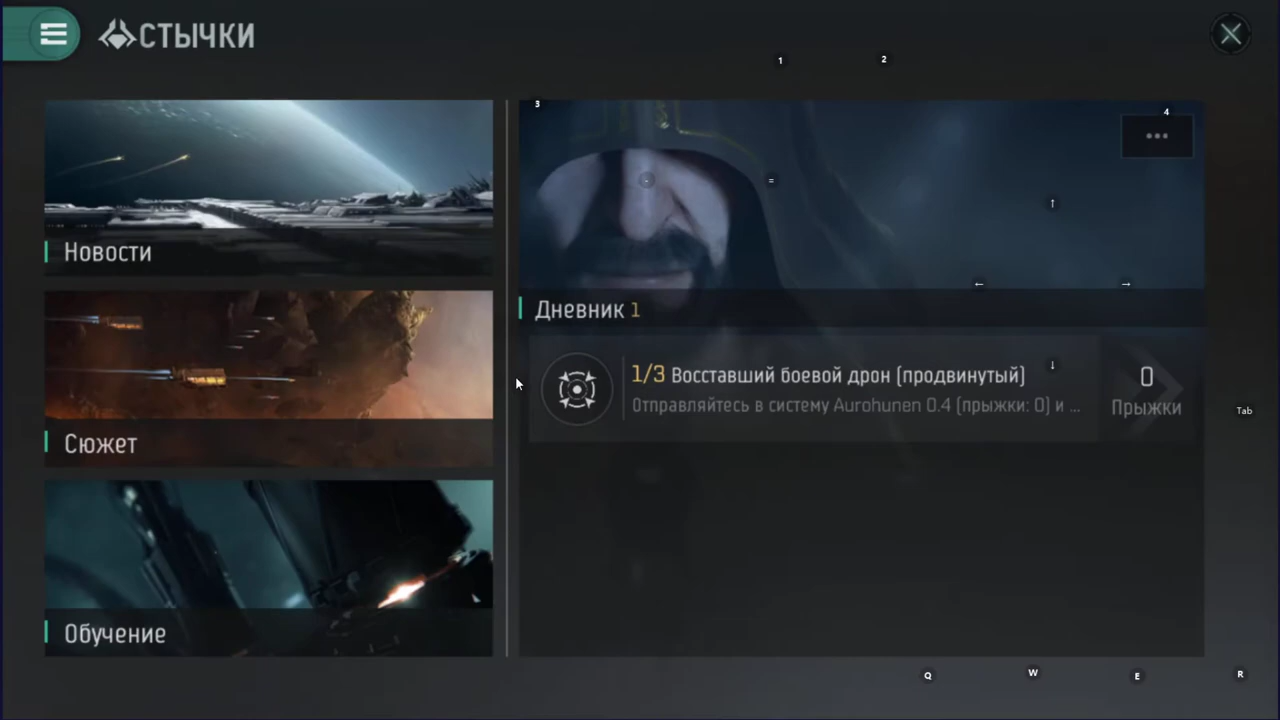 СТЫЧКИ
1
2
3
4
Новости
-
=
↑
←
→
Дневник 1
1/3 Восставший боевой дрон (продвинутый)
↓
0
Отправляйтесь в систему Aurohunen 0.4 (прыжки: 0) и ...
Прыжки
Tab
Сюжет
Обучение
Q
W
E
R